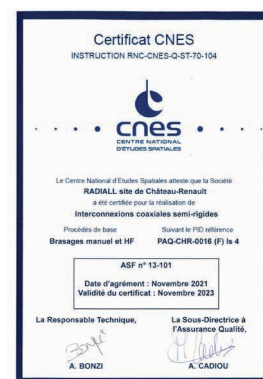 Certificat CNES
INSTRUCTION RNC-CNES-Q-ST-70-104
cnes
CENTRE NATIONAL
D'ÉTUDES SPATIALES
Le Centre National d'Etudes Spatiales atteste que la Société
RADIALL site de Château-Renault
a été certifiée pour la réalisation de
Interconnexions coaxiales semi-rigides
Procédés de base Suivant le PID référence
Brasages manuel et HF PAQ-CHR-0016 (F) Is 4
ASF n° 13-101
Date d'agrément : Novembre 2021
Validité du certificat : Novembre 2023
La Responsable Technique, La Sous-Directrice à
l'Assurance Qualité,
A. BONZI A. CADIOU